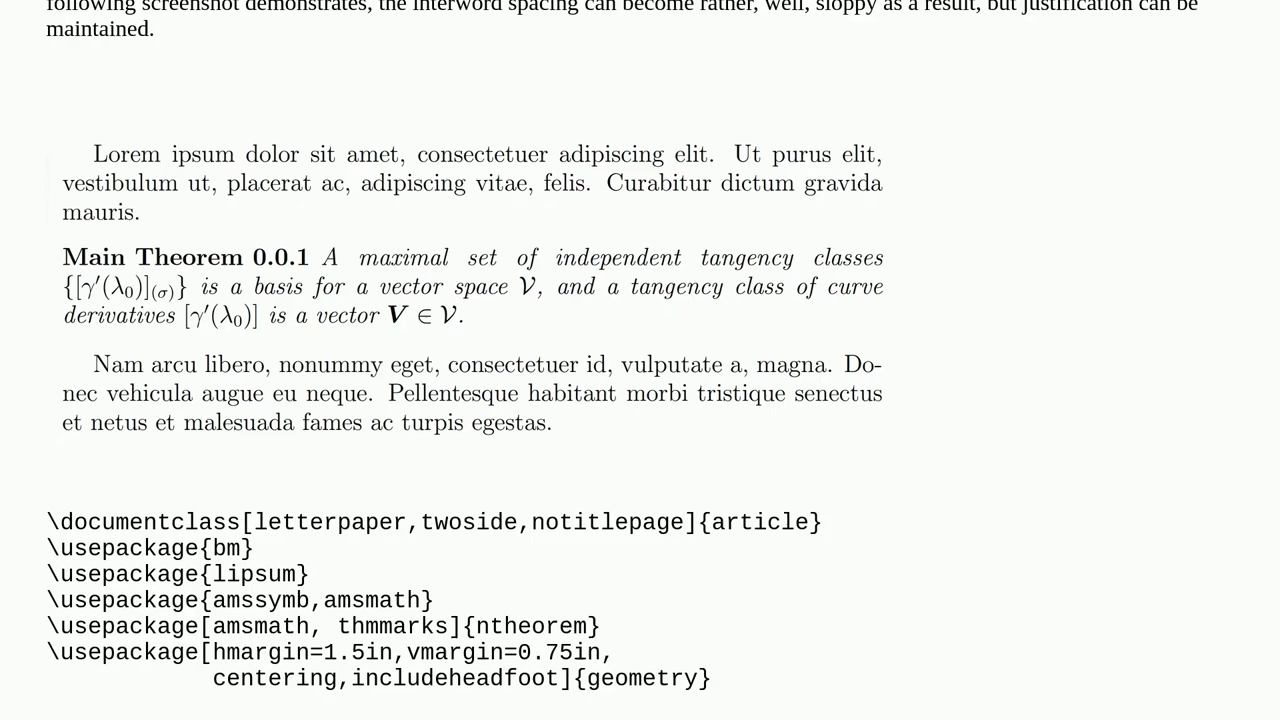 following screenshot demonstrates, the interword spacing can become rather, well, sloppy as a result, but justification can be
maintained.
Lorem ipsum dolor sit amet, consectetuer adipiscing elit. Ut purus elit,
vestibulum ut, placerat ac, adipiscing vitae, felis. Curabitur dictum gravida
mauris.
Main Theorem 0.0.1 A maximal set of independent tangency classes
{[γ′(λ₀)]₍σ₎} is a basis for a vector space 𝒱, and a tangency class of curve
derivatives [γ′(λ₀)] is a vector 𝑽 ∈ 𝒱.
Nam arcu libero, nonummy eget, consectetuer id, vulputate a, magna. Do-
nec vehicula augue eu neque. Pellentesque habitant morbi tristique senectus
et netus et malesuada fames ac turpis egestas.
\documentclass[letterpaper,twoside,notitlepage]{article}
\usepackage{bm}
\usepackage{lipsum}
\usepackage{amssymb,amsmath}
\usepackage[amsmath, thmmarks]{ntheorem}
\usepackage[hmargin=1.5in,vmargin=0.75in,
            centering,includeheadfoot]{geometry}